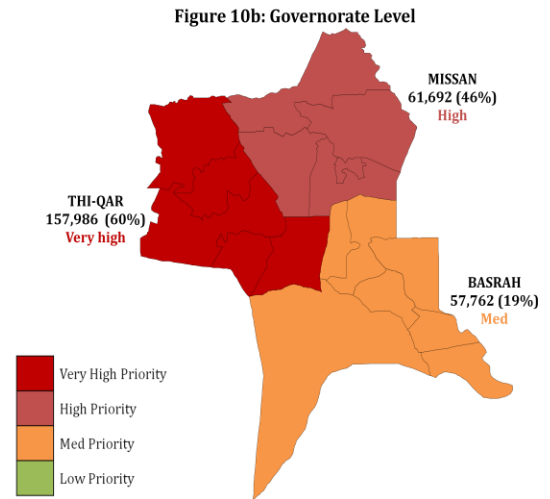 Figure 10b: Governorate Level
MISSAN
61,692 (46%)
High
THI-QAR
157,986 (60%)
Very high
BASRAH
57,762 (19%)
Med
Very High Priority
High Priority
Med Priority
Low Priority